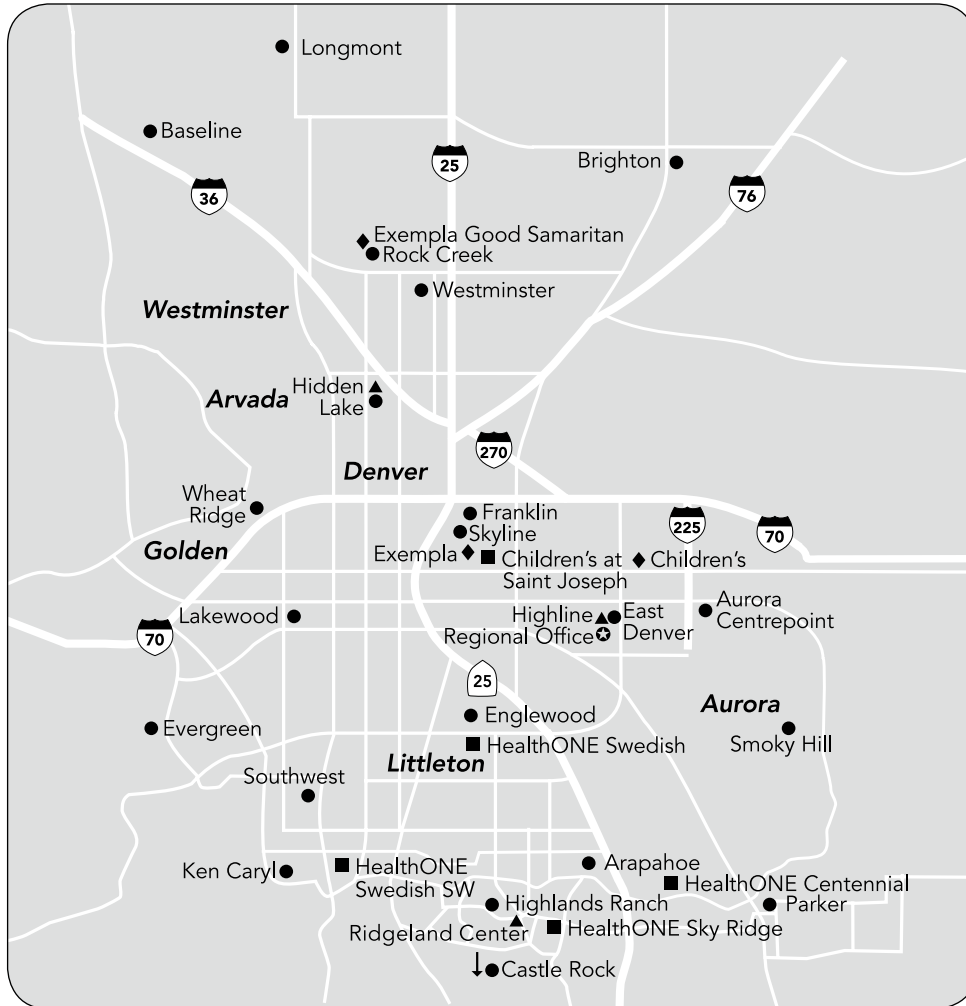 Longmont
Baseline
25
Brighton
36
76
Exempla Good Samaritan
Rock Creek
Westminster
Westminster
Hidden
Lake
Arvada
Denver
270
Wheat
Ridge
Franklin
Skyline
225
70
Golden
Exempla
Children's at
Saint Joseph
Children's
Lakewood
Highline
East
Denver
Regional Office
Aurora
Centrepoint
70
25
Evergreen
Englewood
Aurora
Smoky Hill
HealthONE Swedish
Littleton
Southwest
Ken Caryl
HealthONE
Swedish SW
Arapahoe
HealthONE Centennial
Parker
Highlands Ranch
Ridgeland Center
HealthONE Sky Ridge
Castle Rock